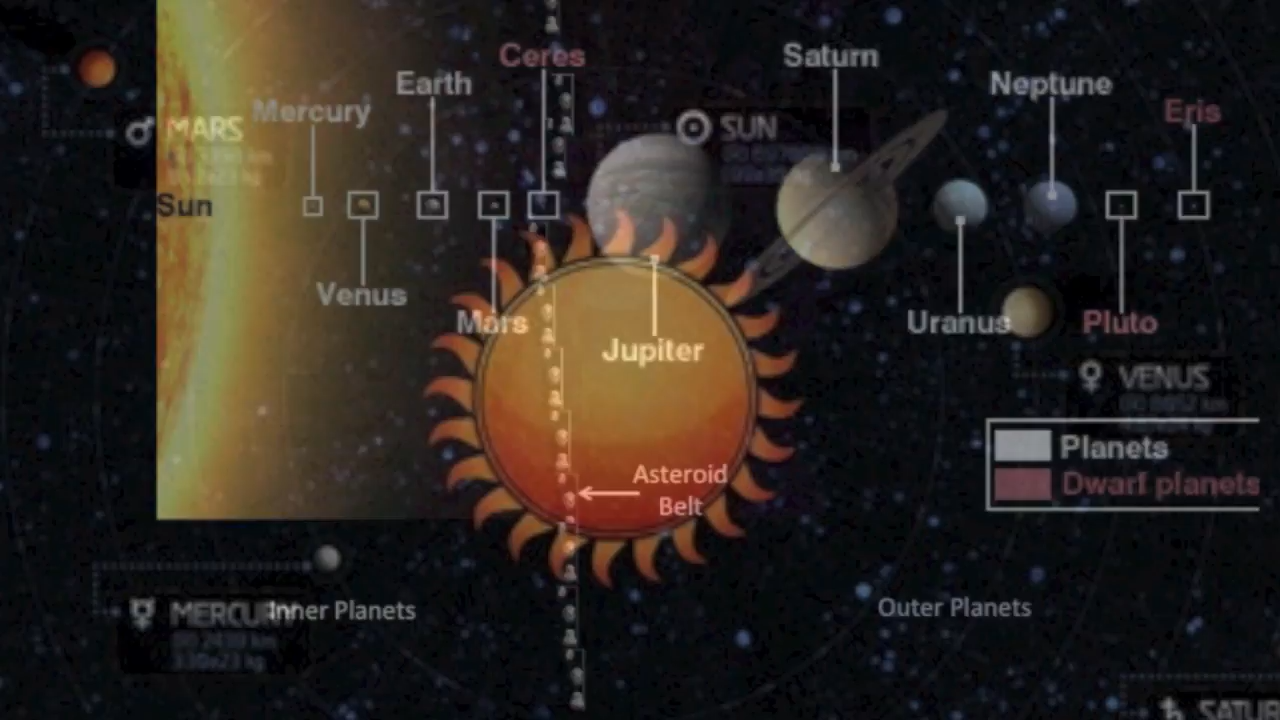 Ceres
Saturn
Earth
Neptune
Mercury
Eris
MARS
SUN
Sun
Venus
Mars
Uranus
Pluto
Jupiter
VENUS
Planets
Dwarf planets
Asteroid
Belt
MERCURY
Inner Planets
Outer Planets